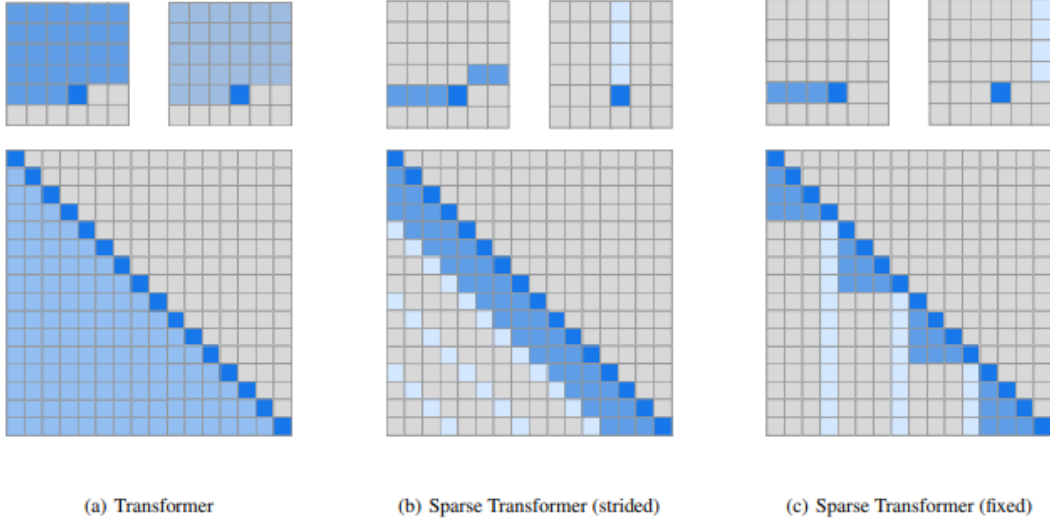 (a) Transformer
(b) Sparse Transformer (strided)
(c) Sparse Transformer (fixed)